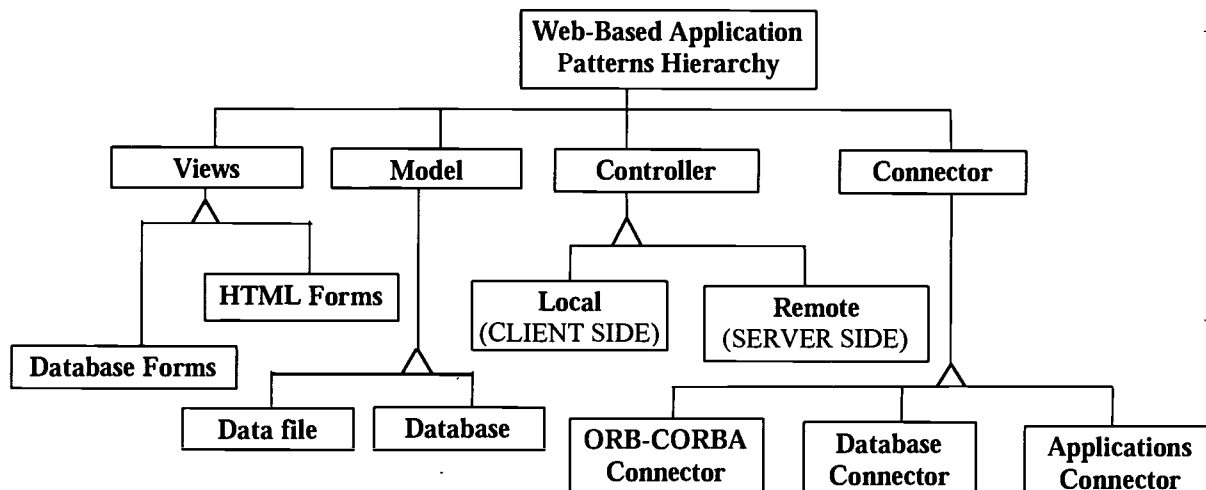 Web-Based Application
Patterns Hierarchy
Views
Model
Controller
Connector
HTML Forms
Local
(CLIENT SIDE)
Remote
(SERVER SIDE)
Database Forms
Data file
Database
ORB-CORBA
Connector
Database
Connector
Applications
Connector